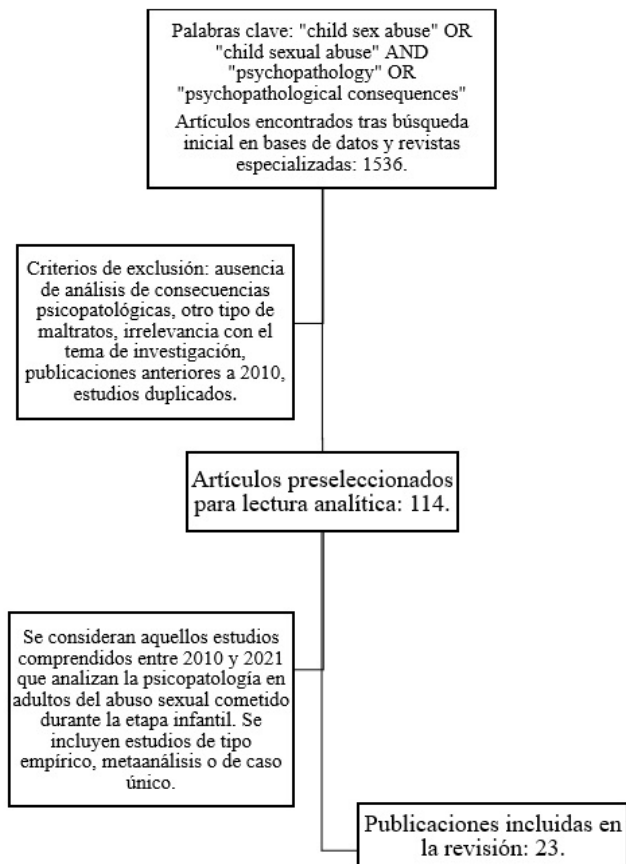 Palabras clave: "child sex abuse" OR
"child sexual abuse" AND
"psychopathology" OR
"psychopathological consequences"
Artículos encontrados tras búsqueda
inicial en bases de datos y revistas
especializadas: 1536.
Criterios de exclusión: ausencia
de análisis de consecuencias
psicopatológicas, otro tipo de
maltratos, irrelevancia con el
tema de investigación,
publicaciones anteriores a 2010,
estudios duplicados.
Artículos preseleccionados
para lectura analítica: 114.
Se consideran aquellos estudios
comprendidos entre 2010 y 2021
que analizan la psicopatología en
adultos del abuso sexual cometido
durante la etapa infantil. Se
incluyen estudios de tipo
empírico, metaanálisis o de caso
único.
Publicaciones incluidas en
la revisión: 23.